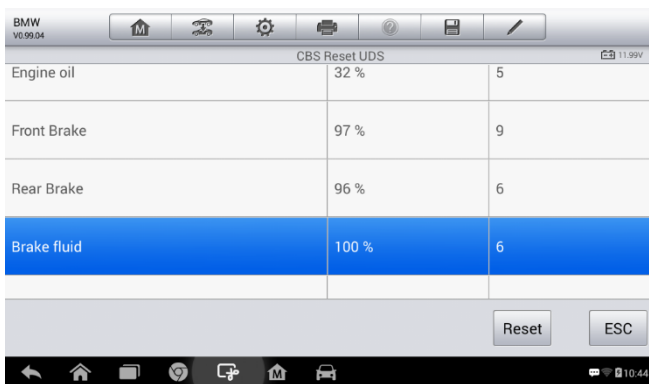 BMW
V0.99.04
CBS Reset UDS
11.99V
Engine oil 32 % 5
Front Brake 97 % 9
Rear Brake 96 % 6
Brake fluid 100 % 6
Reset ESC
10:44